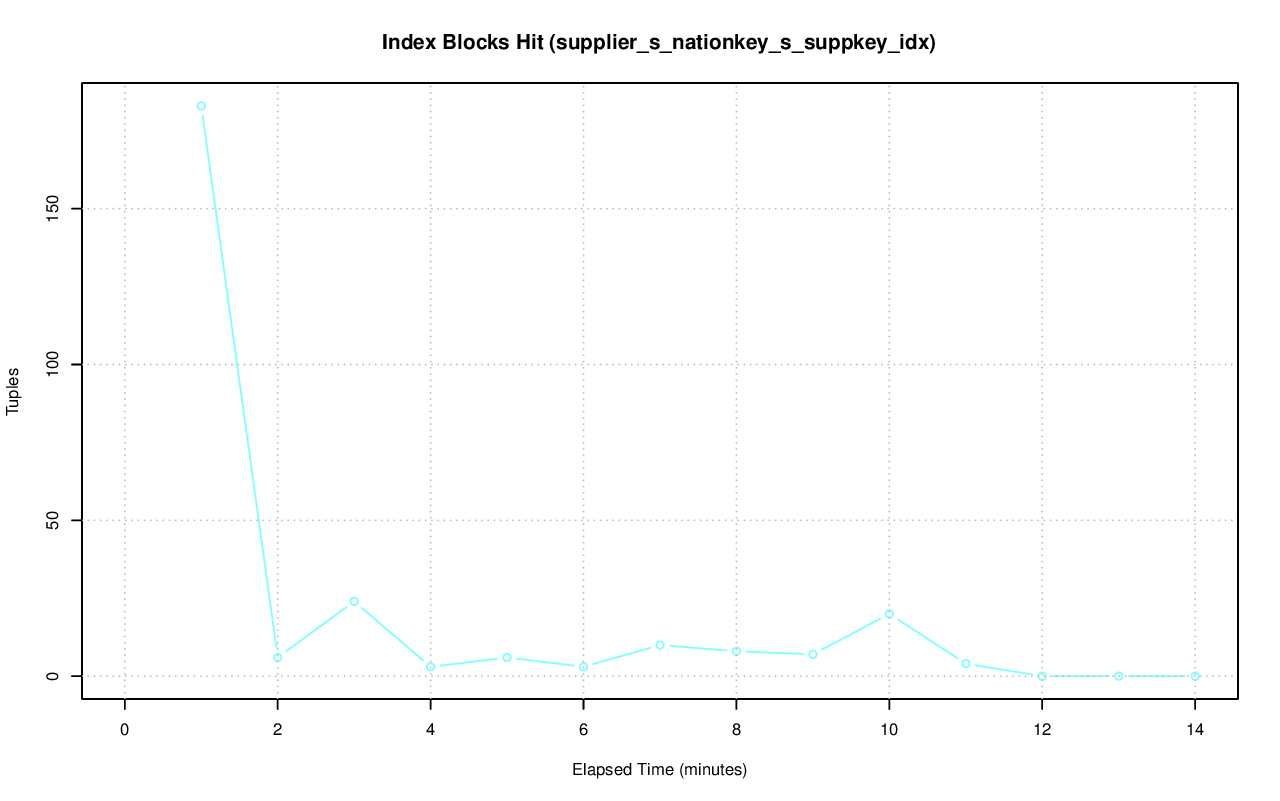 Index Blocks Hit (supplier_s_nationkey_s_suppkey_idx)
Tuples
150
100
50
0
0 2 4 6 8 10 12 14
Elapsed Time (minutes)